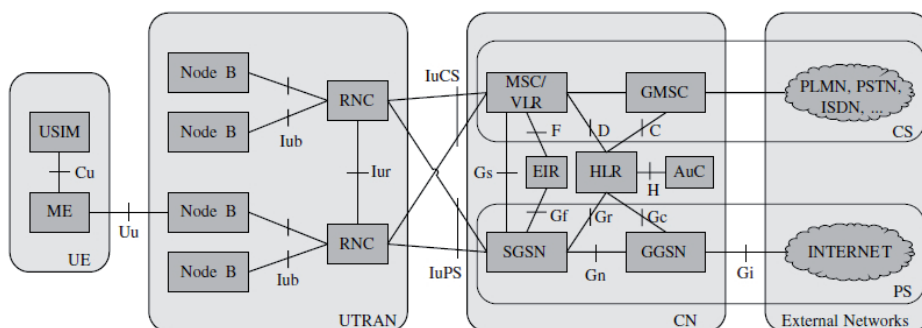 Node B
Node B
Iub
RNC
Iur
Node B
Node B
Iub
RNC
UTRAN
USIM
Cu
ME
UE
Uu
IuCS
IuPS
MSC/
VLR
GMSC
F
D
C
Gs
EIR
HLR
H
AuC
Gf
Gr
Gc
SGSN
Gn
GGSN
CN
Gi
PLMN, PSTN,
ISDN, ...
CS
INTERNET
PS
External Networks